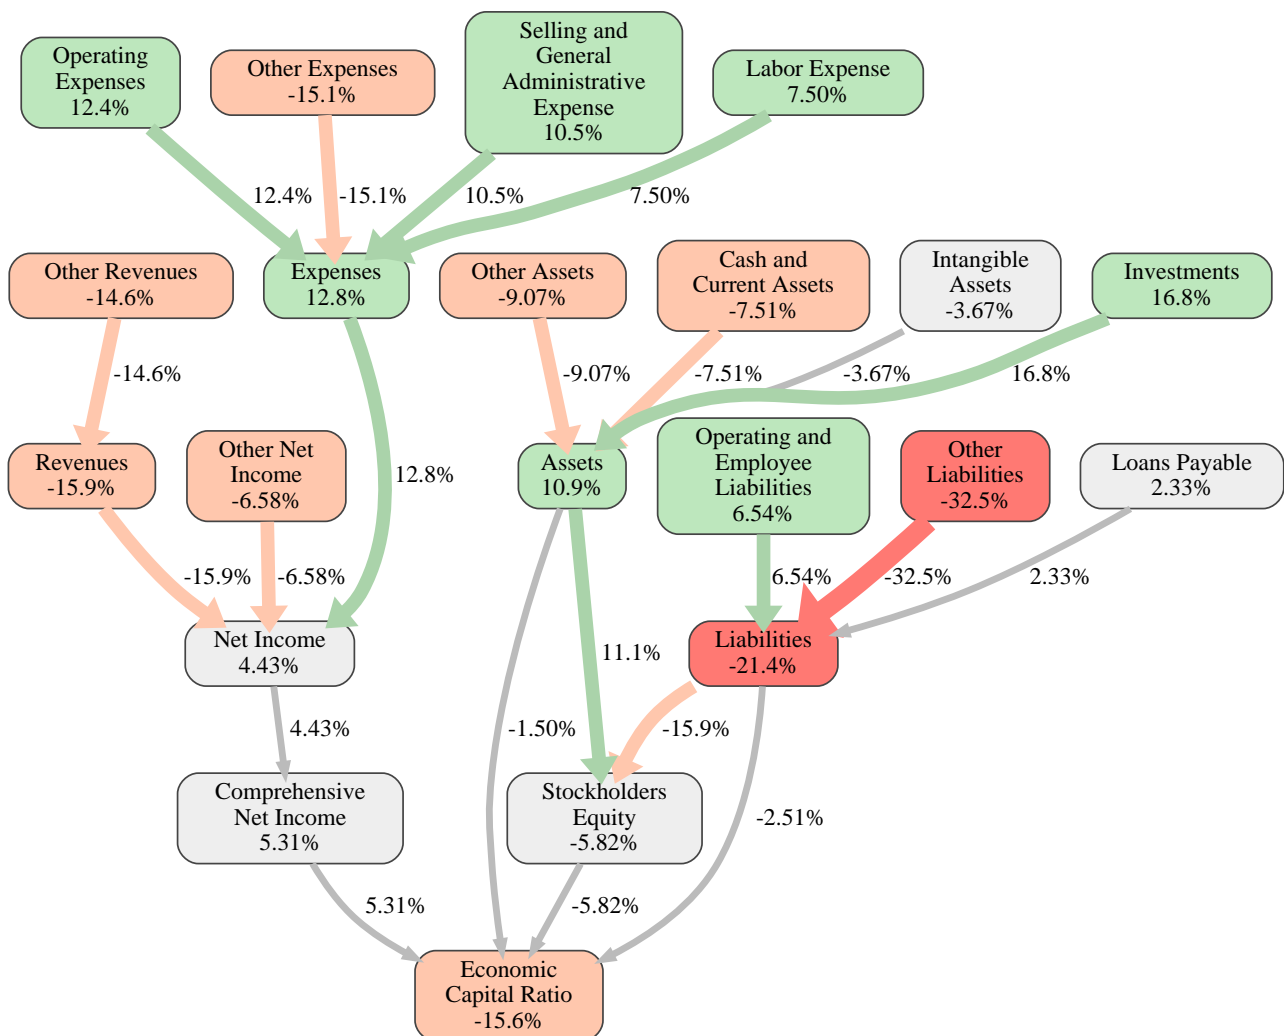 Operating
Expenses
12.4%
Other Expenses
-15.1%
Selling and
General
Administrative
Expense
10.5%
Labor Expense
7.50%
12.4%
-15.1%
10.5%
7.50%
Other Revenues
-14.6%
Expenses
12.8%
Other Assets
-9.07%
Cash and
Current Assets
-7.51%
Intangible
Assets
-3.67%
Investments
16.8%
-14.6%
-9.07%
-7.51%
-3.67%
16.8%
Revenues
-15.9%
Other Net
Income
-6.58%
12.8%
Assets
10.9%
Operating and
Employee
Liabilities
6.54%
Other
Liabilities
-32.5%
Loans Payable
2.33%
-15.9%
-6.58%
6.54%
-32.5%
2.33%
Net Income
4.43%
11.1%
Liabilities
-21.4%
4.43%
-1.50%
-15.9%
Comprehensive
Net Income
5.31%
Stockholders
Equity
-5.82%
-2.51%
5.31%
-5.82%
Economic
Capital Ratio
-15.6%